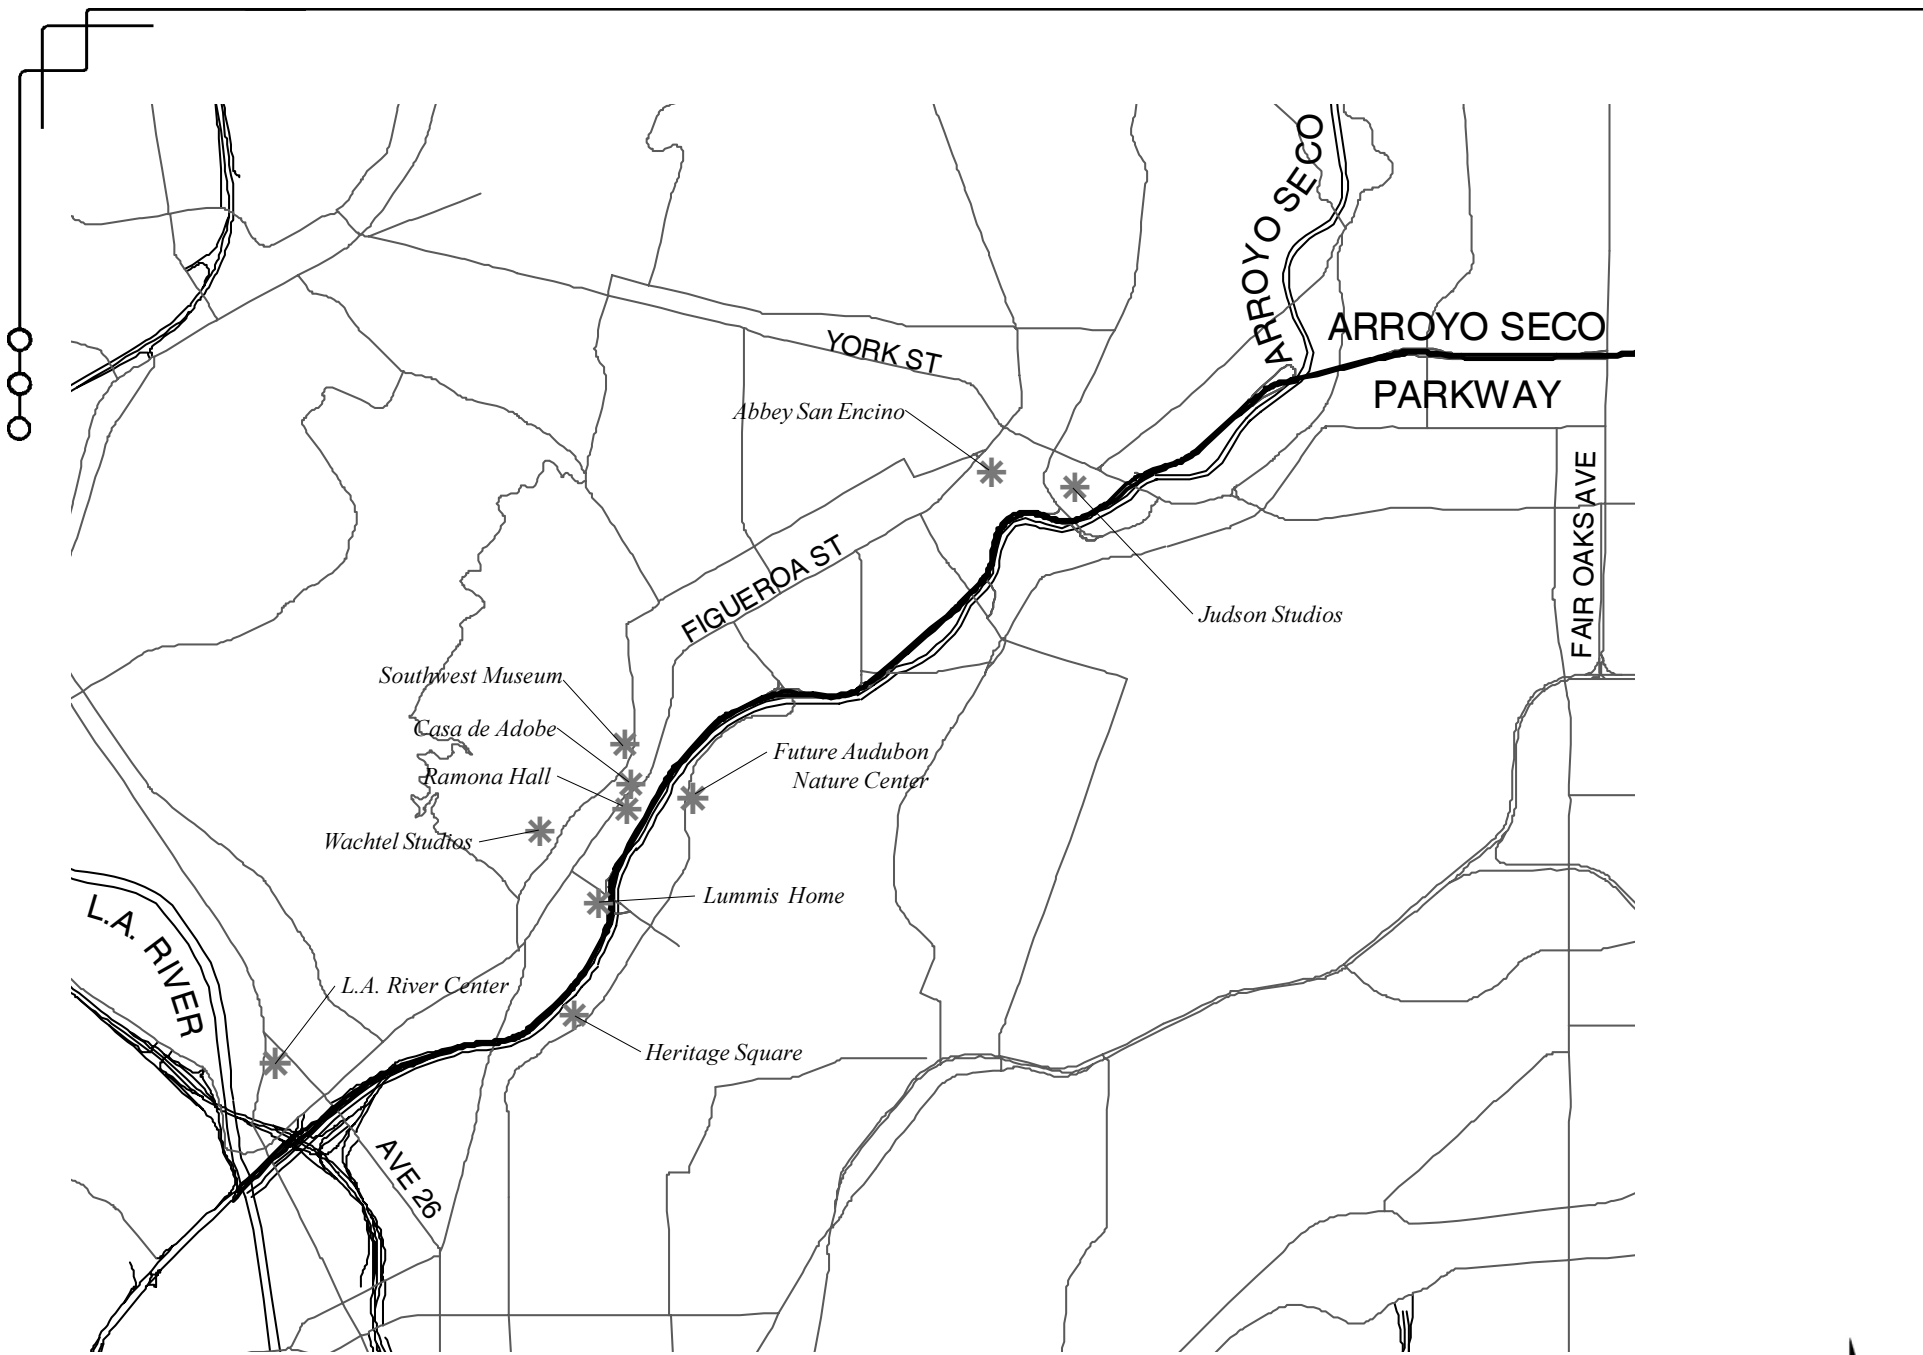 ARROYO SECO
ARROYO SECO
PARKWAY
YORK ST
Abbey San Encino
FAIR OAKS AVE
FIGUEROA ST
Judson Studios
Southwest Museum
Casa de Adobe
Future Audubon
Nature Center
Ramona Hall
Wachtel Studios
Lummis Home
L.A. RIVER
L.A. River Center
Heritage Square
AVE 26